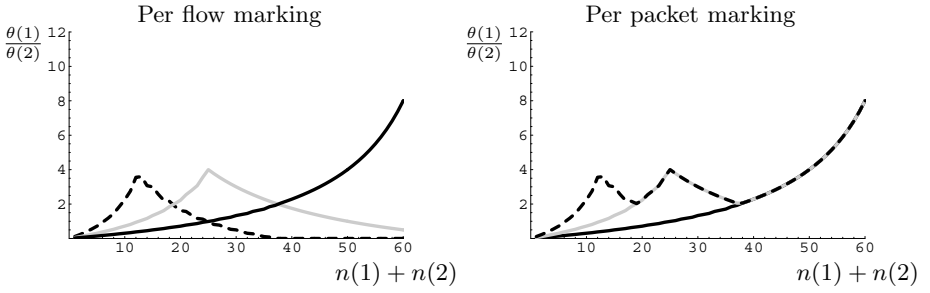 Per flow marking
θ(1)
θ(2)
12
10
8
6
4
2
10 20 30 40 50 60
n(1) + n(2)
Per packet marking
θ(1)
θ(2)
12
10
8
6
4
2
10 20 30 40 50 60
n(1) + n(2)